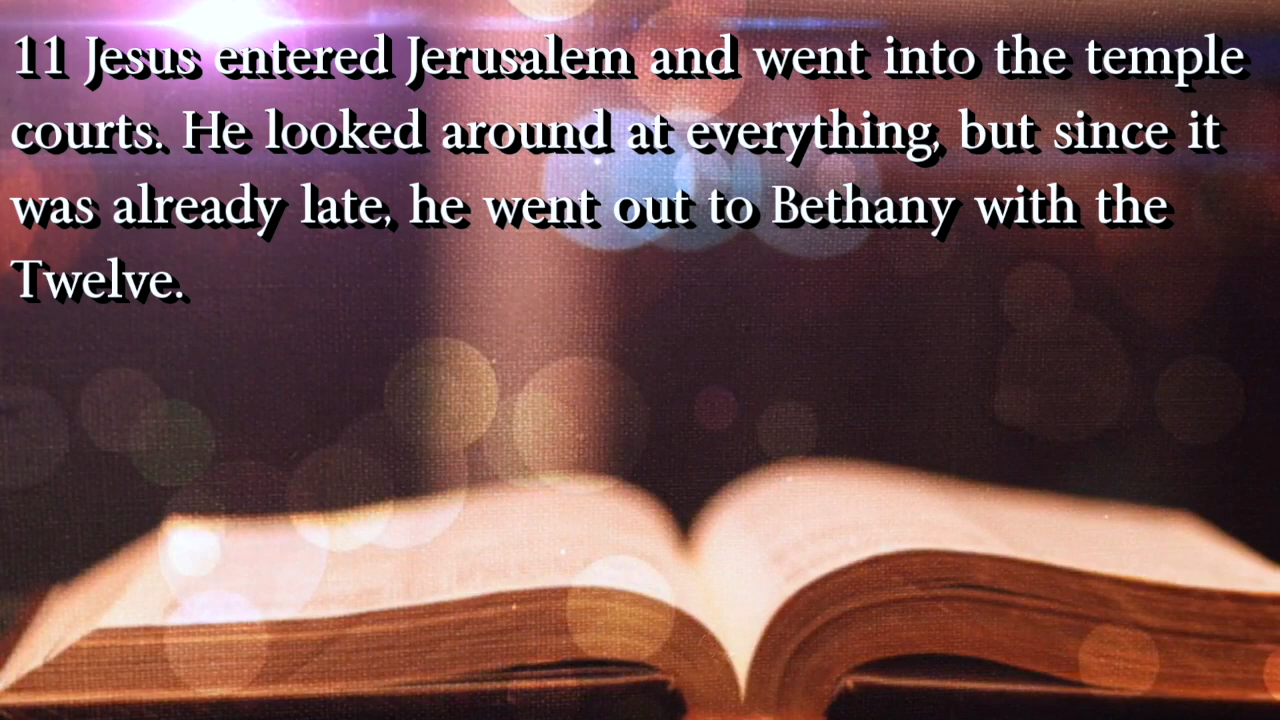 11 Jesus entered Jerusalem and went into the temple
courts. He looked around at everything, but since it
was already late, he went out to Bethany with the
Twelve.